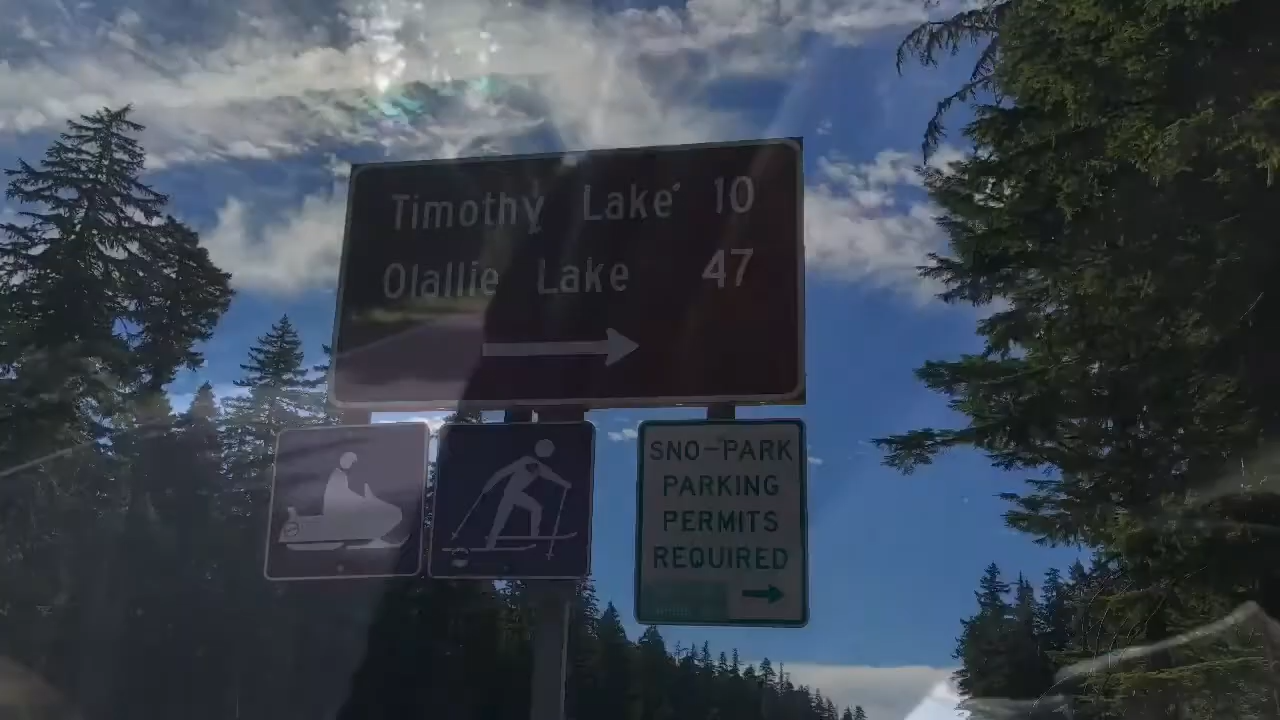 Timothy Lake 10
Olallie Lake 47
SNO-PARK
PARKING
PERMITS
REQUIRED